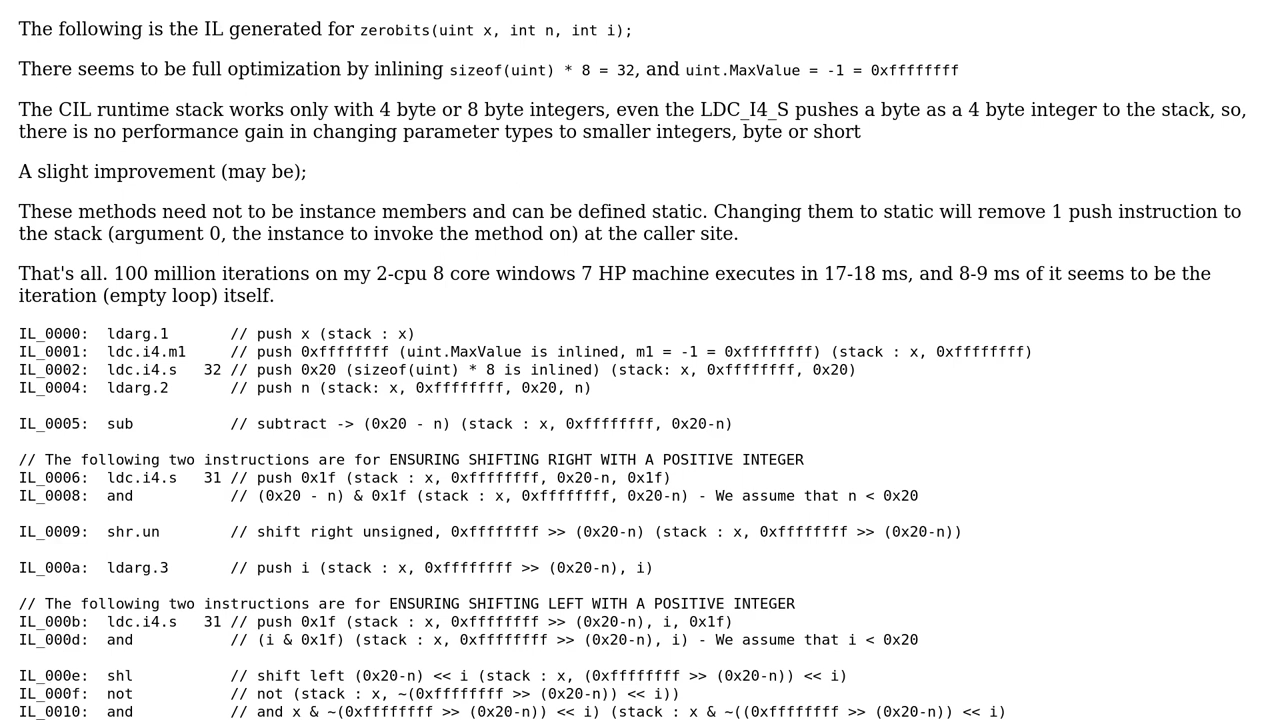 The following is the IL generated for zerobits(uint x, int n, int i);
There seems to be full optimization by inlining sizeof(uint) * 8 = 32, and uint.MaxValue = -1 = 0xffffffff
The CIL runtime stack works only with 4 byte or 8 byte integers, even the LDC_I4_S pushes a byte as a 4 byte integer to the stack, so,
there is no performance gain in changing parameter types to smaller integers, byte or short
A slight improvement (may be);
These methods need not to be instance members and can be defined static. Changing them to static will remove 1 push instruction to
the stack (argument 0, the instance to invoke the method on) at the caller site.
That's all. 100 million iterations on my 2-cpu 8 core windows 7 HP machine executes in 17-18 ms, and 8-9 ms of it seems to be the
iteration (empty loop) itself.
IL_0000:  ldarg.1       // push x (stack : x)
IL_0001:  ldc.i4.m1     // push 0xffffffff (uint.MaxValue is inlined, m1 = -1 = 0xffffffff) (stack : x, 0xffffffff)
IL_0002:  ldc.i4.s   32 // push 0x20 (sizeof(uint) * 8 is inlined) (stack: x, 0xffffffff, 0x20)
IL_0004:  ldarg.2       // push n (stack: x, 0xffffffff, 0x20, n)
IL_0005:  sub           // subtract -> (0x20 - n) (stack : x, 0xffffffff, 0x20-n)
// The following two instructions are for ENSURING SHIFTING RIGHT WITH A POSITIVE INTEGER
IL_0006:  ldc.i4.s   31 // push 0x1f (stack : x, 0xffffffff, 0x20-n, 0x1f)
IL_0008:  and           // (0x20 - n) & 0x1f (stack : x, 0xffffffff, 0x20-n) - We assume that n < 0x20
IL_0009:  shr.un        // shift right unsigned, 0xffffffff >> (0x20-n) (stack : x, 0xffffffff >> (0x20-n))
IL_000a:  ldarg.3       // push i (stack : x, 0xffffffff >> (0x20-n), i)
// The following two instructions are for ENSURING SHIFTING LEFT WITH A POSITIVE INTEGER
IL_000b:  ldc.i4.s   31 // push 0x1f (stack : x, 0xffffffff >> (0x20-n), i, 0x1f)
IL_000d:  and           // (i & 0x1f) (stack : x, 0xffffffff >> (0x20-n), i) - We assume that i < 0x20
IL_000e:  shl           // shift left (0x20-n) << i (stack : x, (0xffffffff >> (0x20-n)) << i)
IL_000f:  not           // not (stack : x, ~(0xffffffff >> (0x20-n)) << i))
IL_0010:  and           // and x & ~(0xffffffff >> (0x20-n)) << i) (stack : x & ~((0xffffffff >> (0x20-n)) << i)